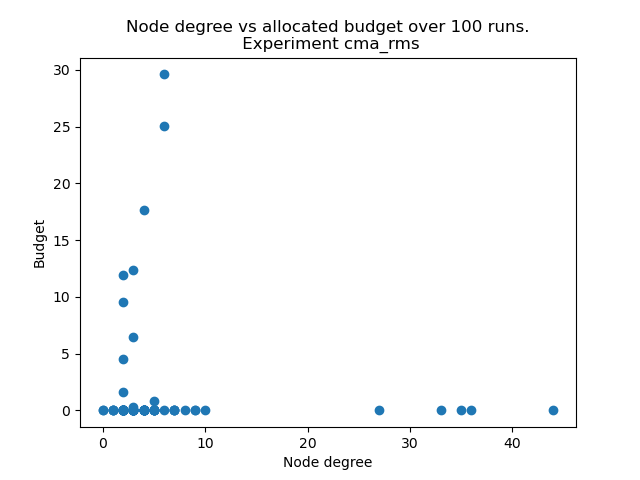 Node degree vs allocated budget over 100 runs.
Experiment cma_rms
30
25
20
15
10
5
0
Budget
0 10 20 30 40
Node degree